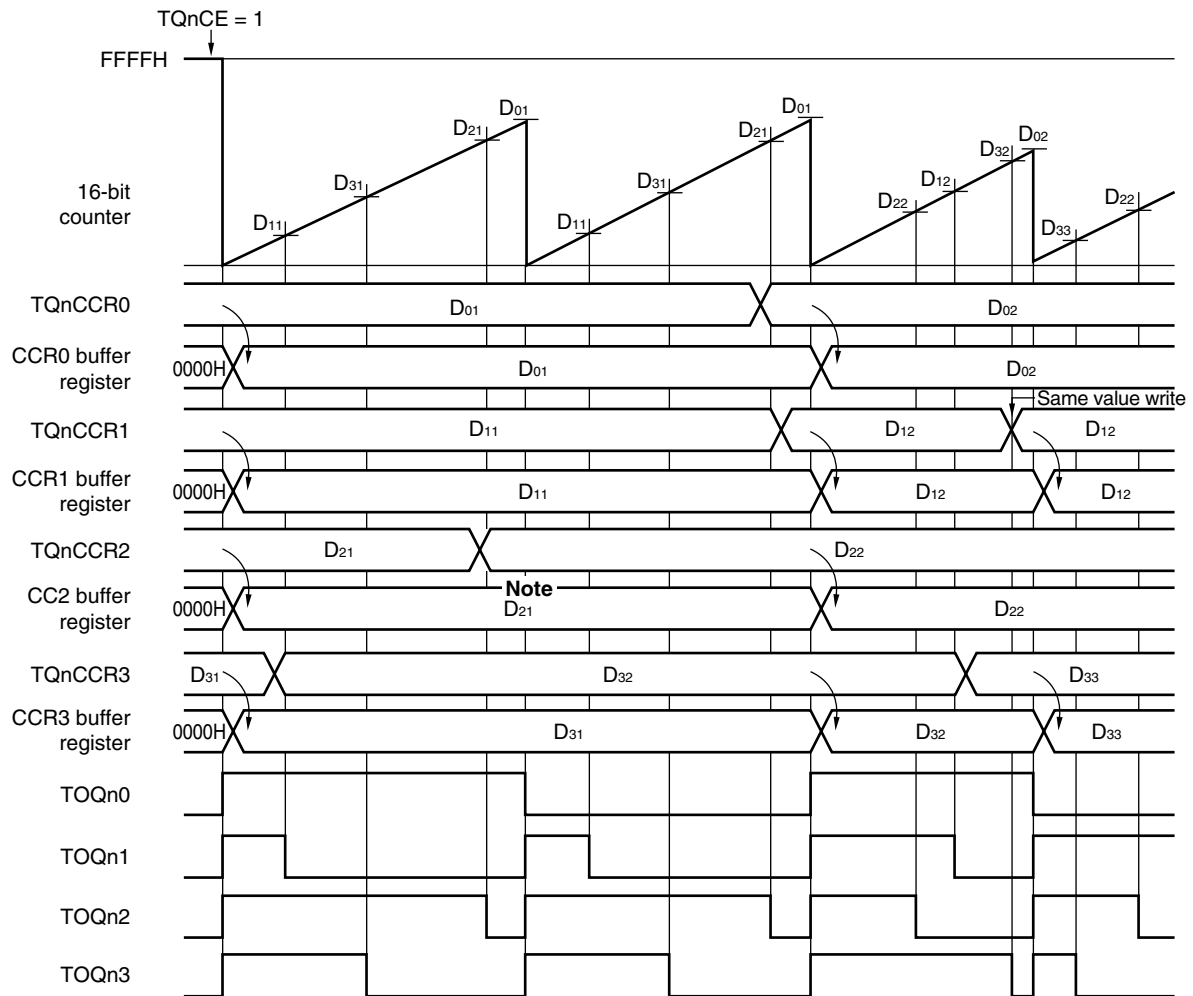 TQnCE = 1
FFFFH
D01
D01
D21
D21
D02
D32
D31
D31
D12
16-bit
counter
D22
D22
D11
D11
D33
TQnCCR0
D01
D02
CCR0 buffer
register
0000H
D01
D02
Same value write
TQnCCR1
D11
D12
D12
CCR1 buffer
register
0000H
D11
D12
D12
TQnCCR2
D21
D22
Note
CC2 buffer
register
0000H
D21
D22
TQnCCR3
D31
D32
D33
CCR3 buffer
register
0000H
D31
D32
D33
TOQn0
TOQn1
TOQn2
TOQn3